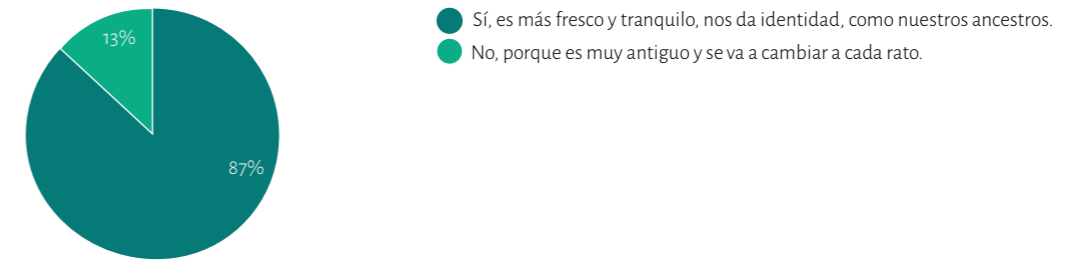 13%
87%
Sí, es más fresco y tranquilo, nos da identidad, como nuestros ancestros.
No, porque es muy antiguo y se va a cambiar a cada rato.